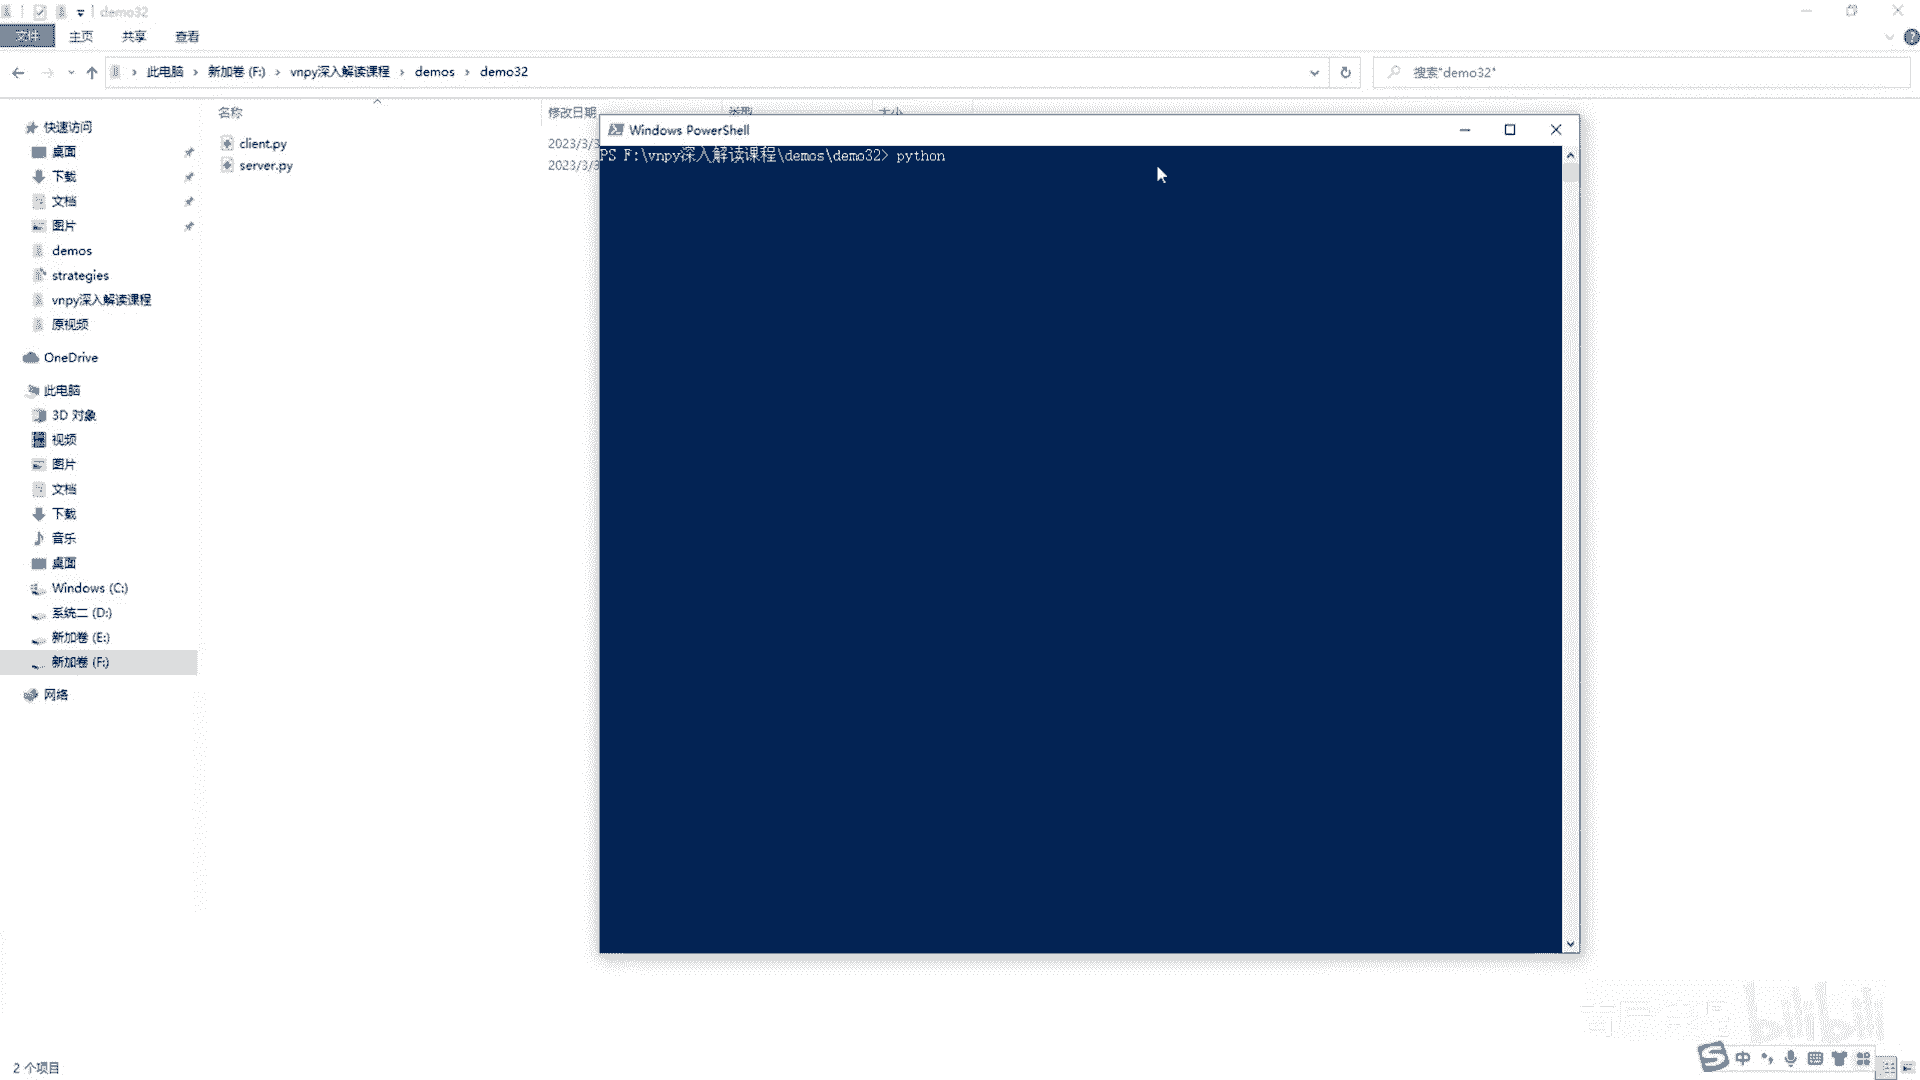 demo32
文件 主页 共享 查看
此电脑 › 新加卷 (F:) › vnpy深入解读课程 › demos › demo32
搜索"demo32"
名称 修改日期 类型 大小
client.py 2023/3/3
server.py 2023/3/3
快速访问
桌面
下载
文档
图片
demos
strategies
vnpy深入解读课程
原视频
OneDrive
此电脑
3D 对象
视频
图片
文档
下载
音乐
桌面
Windows (C:)
系统二 (D:)
新加卷 (E:)
新加卷 (F:)
网络
Windows PowerShell
PS F:\vnpy深入解读课程\demos\demo32> python
bilibili
中
2 个项目